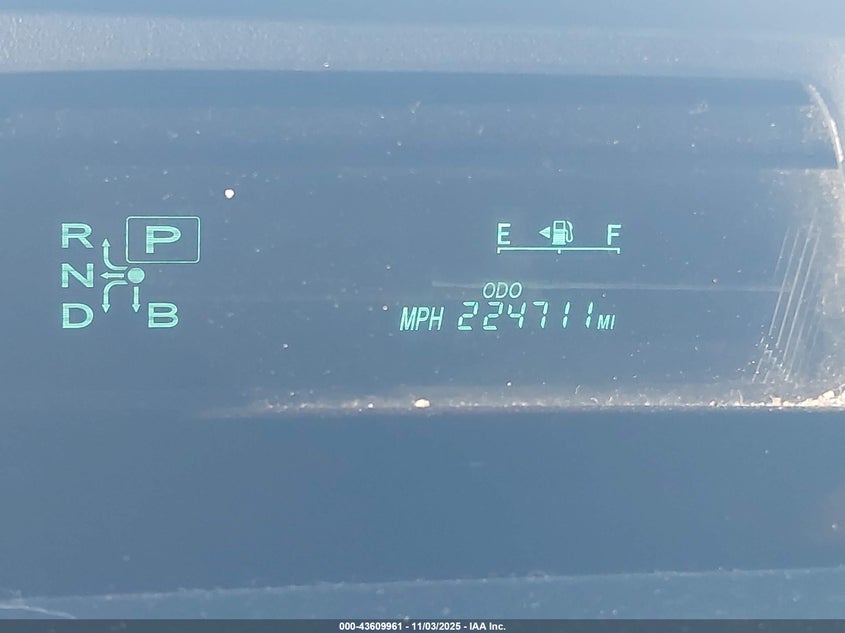 R P
N
D B
E F
ODO
MPH 224711 MI
000-43609961 - 11/03/2025 - IAA Inc.